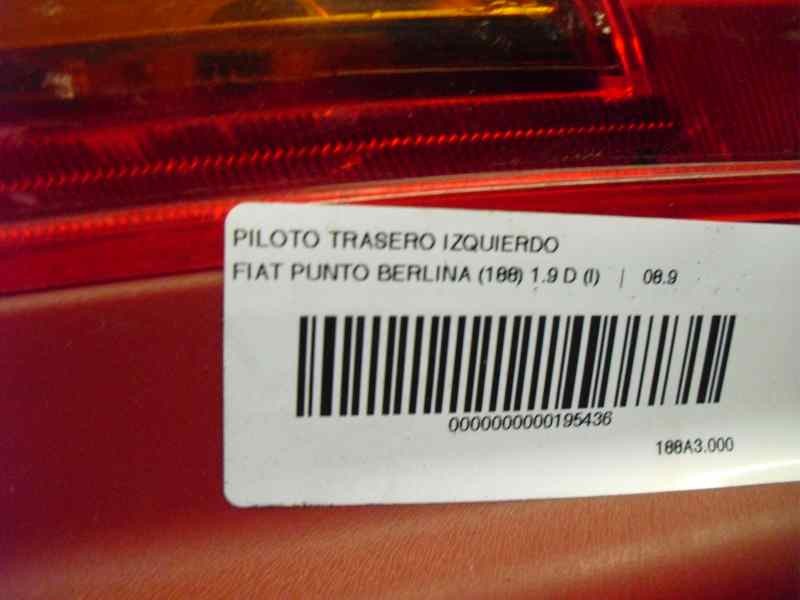 PILOTO TRASERO IZQUIERDO
FIAT PUNTO BERLINA (188) 1.9 D (I) | 08.9
0000000000195436
188A3.000